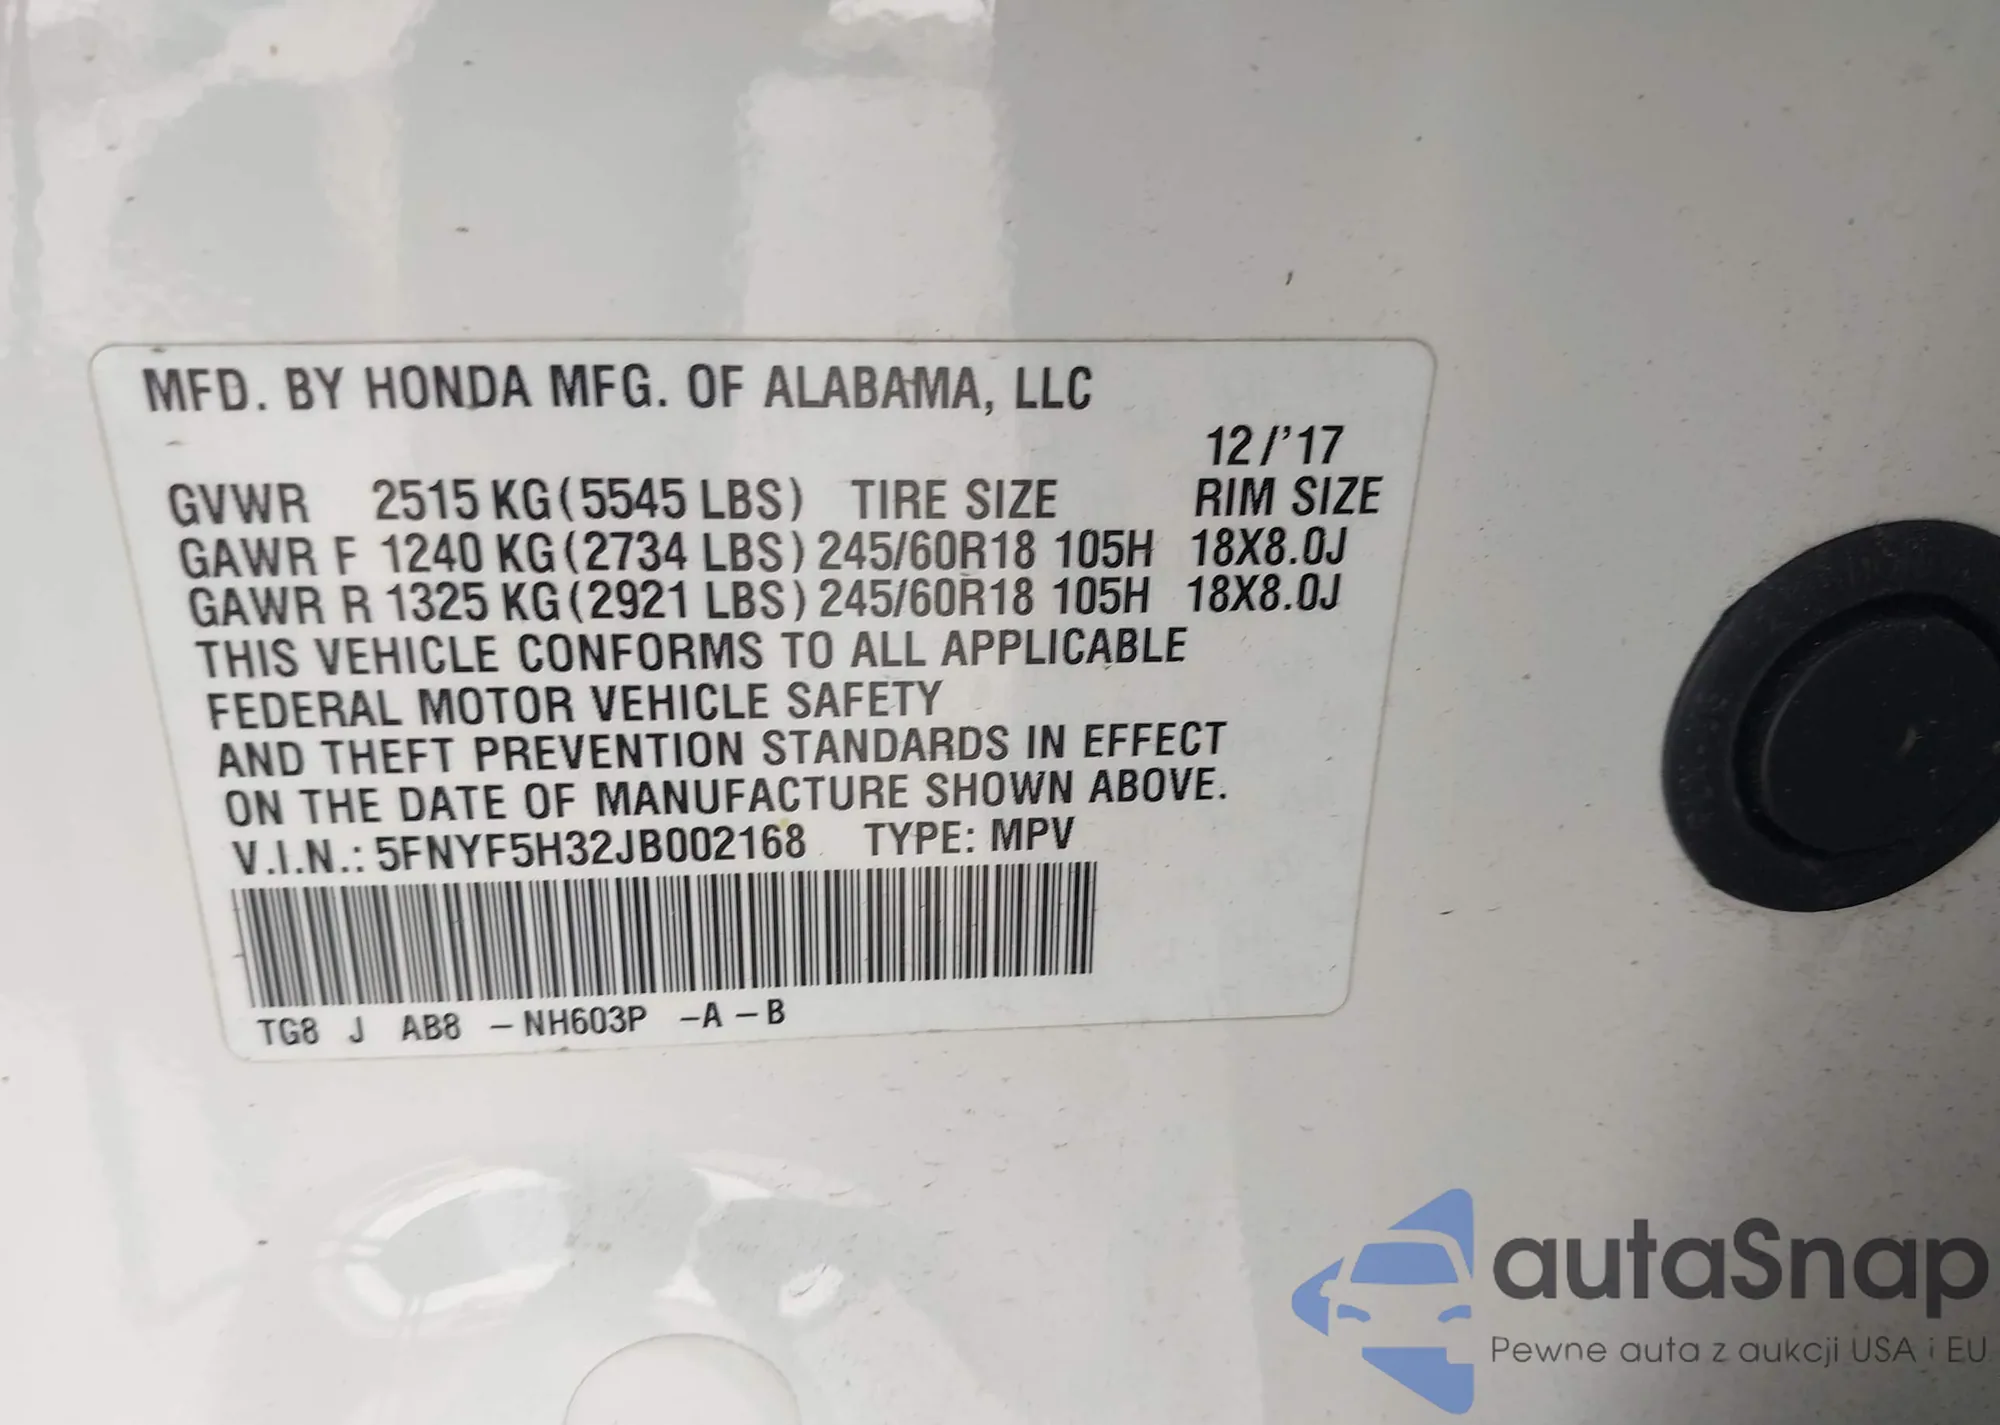 MFD. BY HONDA MFG. OF ALABAMA, LLC
12/'17
GVWR 2515 KG (5545 LBS) TIRE SIZE RIM SIZE
GAWR F 1240 KG (2734 LBS) 245/60R18 105H 18X8.0J
GAWR R 1325 KG (2921 LBS) 245/60R18 105H 18X8.0J
THIS VEHICLE CONFORMS TO ALL APPLICABLE
FEDERAL MOTOR VEHICLE SAFETY
AND THEFT PREVENTION STANDARDS IN EFFECT
ON THE DATE OF MANUFACTURE SHOWN ABOVE.
V.I.N.: 5FNYF5H32JB002168 TYPE: MPV
TG8 J AB8 - NH603P - A - B
autaSnap
Pewne auta z aukcji USA i EU